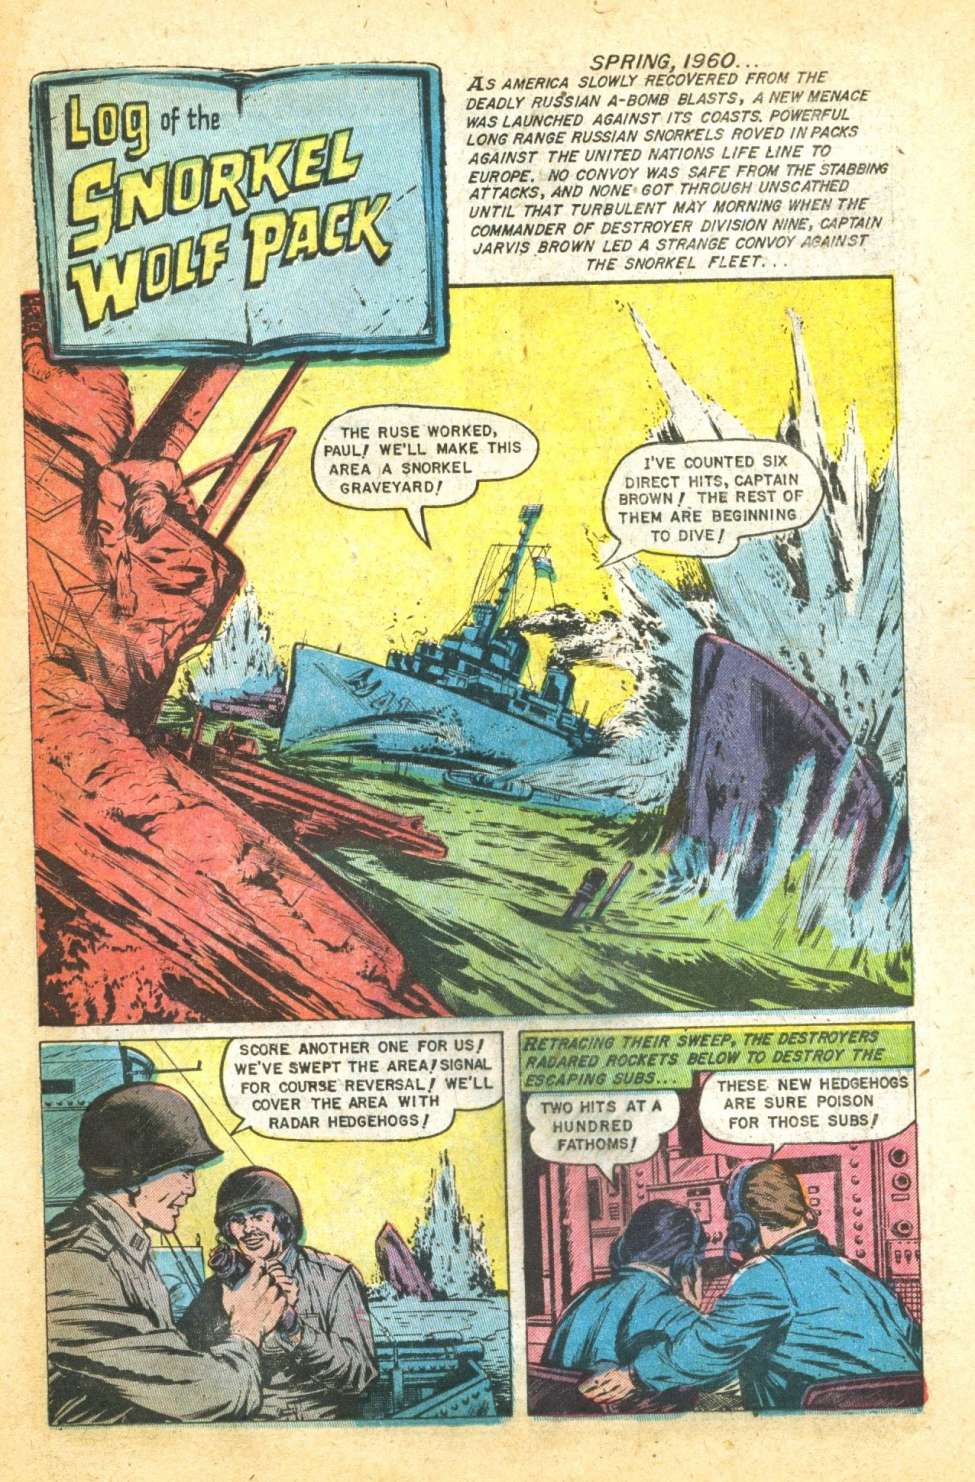 LOG of the
SNORKEL
WOLF PACK
SPRING, 1960...
AS AMERICA SLOWLY RECOVERED FROM THE
DEADLY RUSSIAN A-BOMB BLASTS, A NEW MENACE
WAS LAUNCHED AGAINST ITS COASTS. POWERFUL
LONG RANGE RUSSIAN SNORKELS ROVED IN PACKS
AGAINST THE UNITED NATIONS LIFE LINE TO
EUROPE. NO CONVOY WAS SAFE FROM THE STABBING
ATTACKS, AND NONE GOT THROUGH UNSCATHED
UNTIL THAT TURBULENT MAY MORNING WHEN THE
COMMANDER OF DESTROYER DIVISION NINE, CAPTAIN
JARVIS BROWN LED A STRANGE CONVOY AGAINST
THE SNORKEL FLEET...
THE RUSE WORKED,
PAUL! WE'LL MAKE THIS
AREA A SNORKEL
GRAVEYARD!
I'VE COUNTED SIX
DIRECT HITS, CAPTAIN
BROWN! THE REST OF
THEM ARE BEGINNING
TO DIVE!
SCORE ANOTHER ONE FOR US!
WE'VE SWEPT THE AREA! SIGNAL
FOR COURSE REVERSAL! WE'LL
COVER THE AREA WITH
RADAR HEDGEHOGS!
RETRACING THEIR SWEEP, THE DESTROYERS
RADARED ROCKETS BELOW TO DESTROY THE
ESCAPING SUBS...
TWO HITS AT A
HUNDRED
FATHOMS!
THESE NEW HEDGEHOGS
ARE SURE POISON
FOR THOSE SUBS!